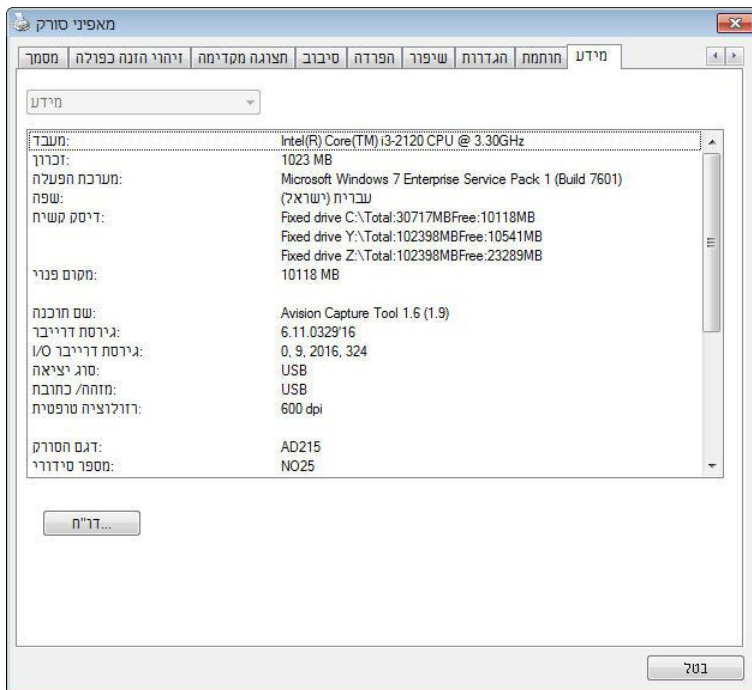 מאפיני סורק
מידע חותמת הגדרות שיפור הפרדה סיבוב תצוגה מקדימה זיהוי הזנה כפולה מסמך
מידע
מעבד: Intel(R) Core(TM) i3-2120 CPU @ 3.30GHz
זכרון: 1023 MB
מערכת הפעלה: Microsoft Windows 7 Enterprise Service Pack 1 (Build 7601)
שפה: עברית (ישראל)
דיסק קשיח: Fixed drive C:\Total:30717MBFree:10118MB
Fixed drive Y:\Total:102398MBFree:10541MB
Fixed drive Z:\Total:102398MBFree:23289MB
מקום פנוי: 10118 MB
שם תוכנה: Avision Capture Tool 1.6 (1.9)
גירסת דרייבר: 6.11.0329'16
גירסת דרייבר I/O: 0, 9, 2016, 324
סוג יציאה: USB
מזהה/ כתובת: USB
רזולוציה טופטית: 600 dpi
דגם הסורק: AD215
מספר סידורי: NO25
דר"ח...
בטל